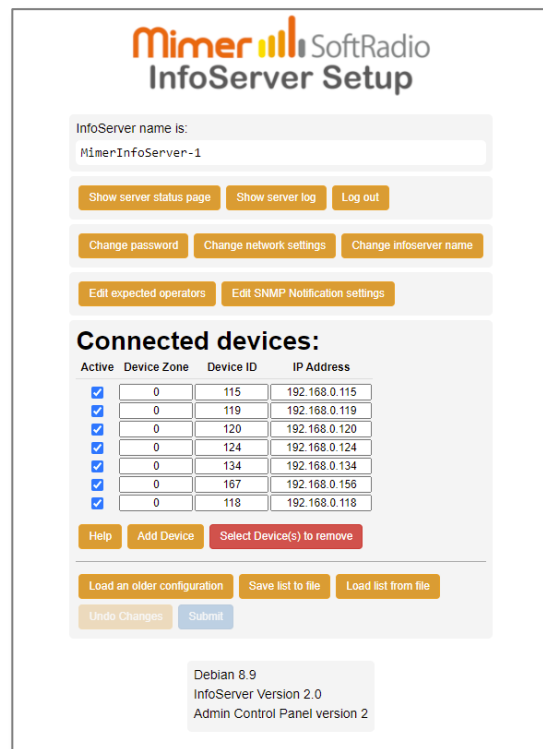 Mimer SoftRadio
InfoServer Setup
InfoServer name is:
MimerInfoServer-1
Show server status page Show server log Log out
Change password Change network settings Change infoserver name
Edit expected operators Edit SNMP Notification settings
Connected devices:
Active Device Zone Device ID IP Address
0 115 192.168.0.115
0 119 192.168.0.119
0 120 192.168.0.120
0 124 192.168.0.124
0 134 192.168.0.134
0 167 192.168.0.156
0 118 192.168.0.118
Help Add Device Select Device(s) to remove
Load an older configuration Save list to file Load list from file
Undo Changes Submit
Debian 8.9
InfoServer Version 2.0
Admin Control Panel version 2